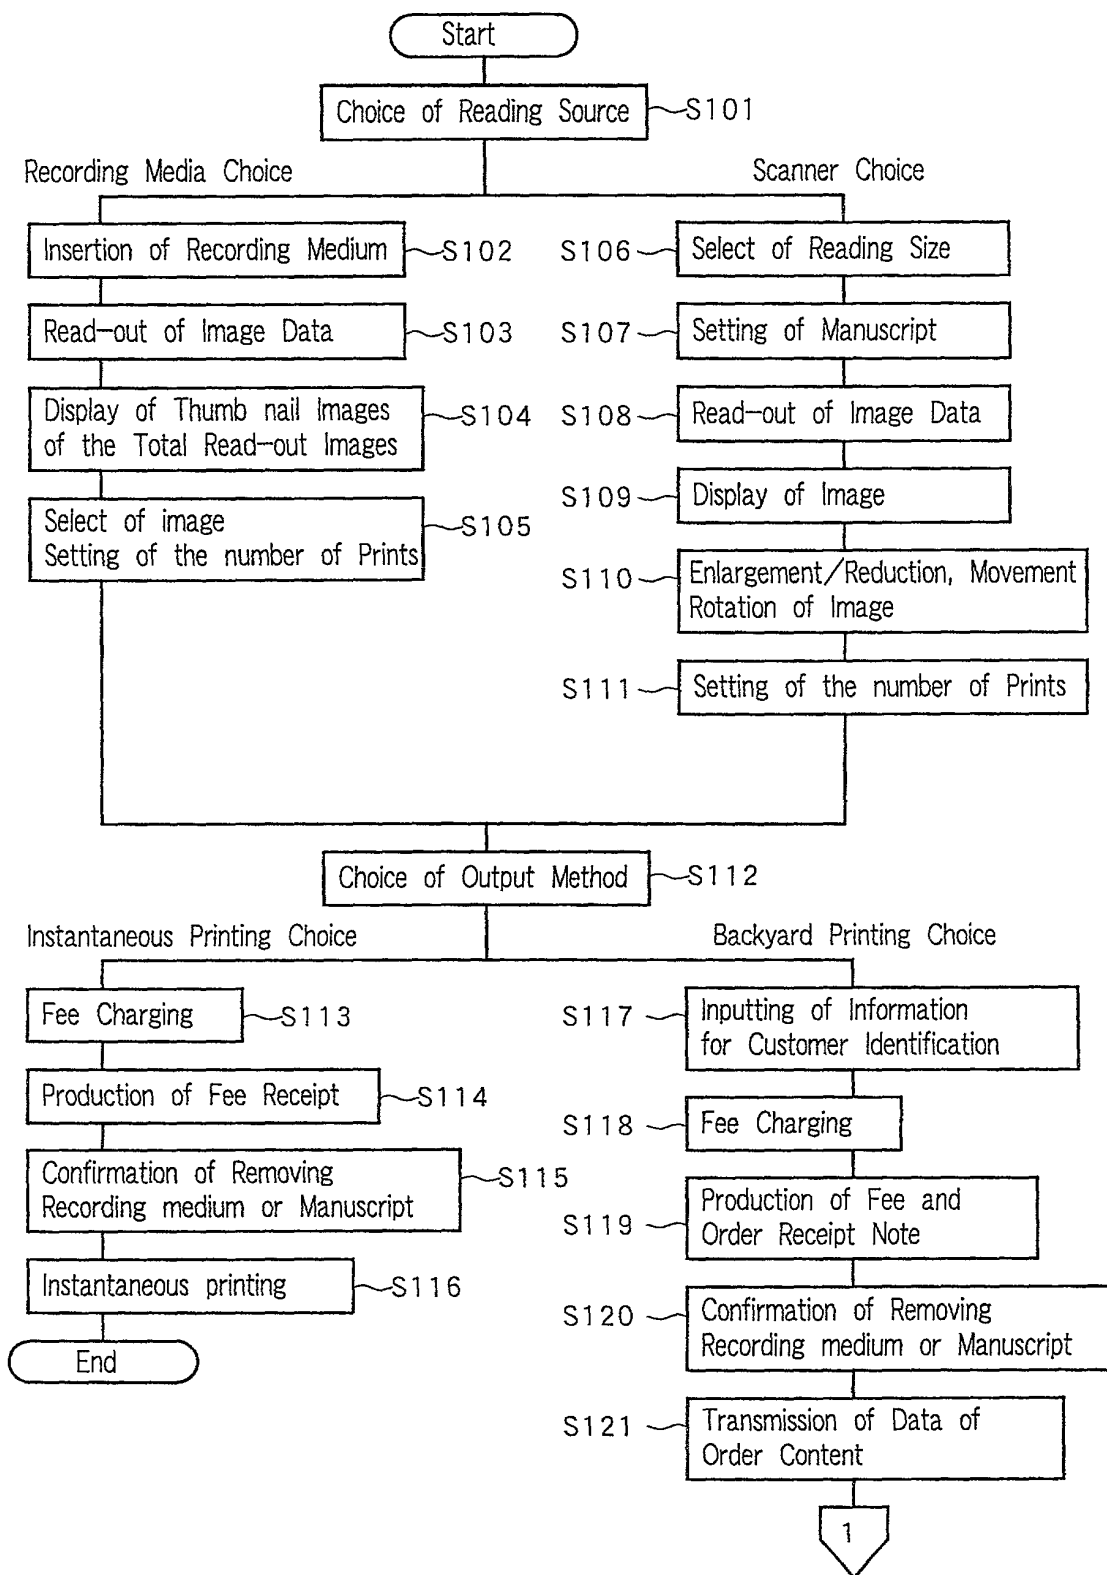 Start
Choice of Reading Source
S101
Recording Media Choice
Scanner Choice
Insertion of Recording Medium
S102
Read-out of Image Data
S103
Display of Thumb nail Images
of the Total Read-out Images
S104
Select of image
Setting of the number of Prints
S105
S106
Select of Reading Size
S107
Setting of Manuscript
S108
Read-out of Image Data
S109
Display of Image
S110
Enlargement/Reduction, Movement
Rotation of Image
S111
Setting of the number of Prints
Choice of Output Method
S112
Instantaneous Printing Choice
Backyard Printing Choice
Fee Charging
S113
Production of Fee Receipt
S114
Confirmation of Removing
Recording medium or Manuscript
S115
Instantaneous printing
S116
End
S117
Inputting of Information
for Customer Identification
S118
Fee Charging
S119
Production of Fee and
Order Receipt Note
S120
Confirmation of Removing
Recording medium or Manuscript
S121
Transmission of Data of
Order Content
1